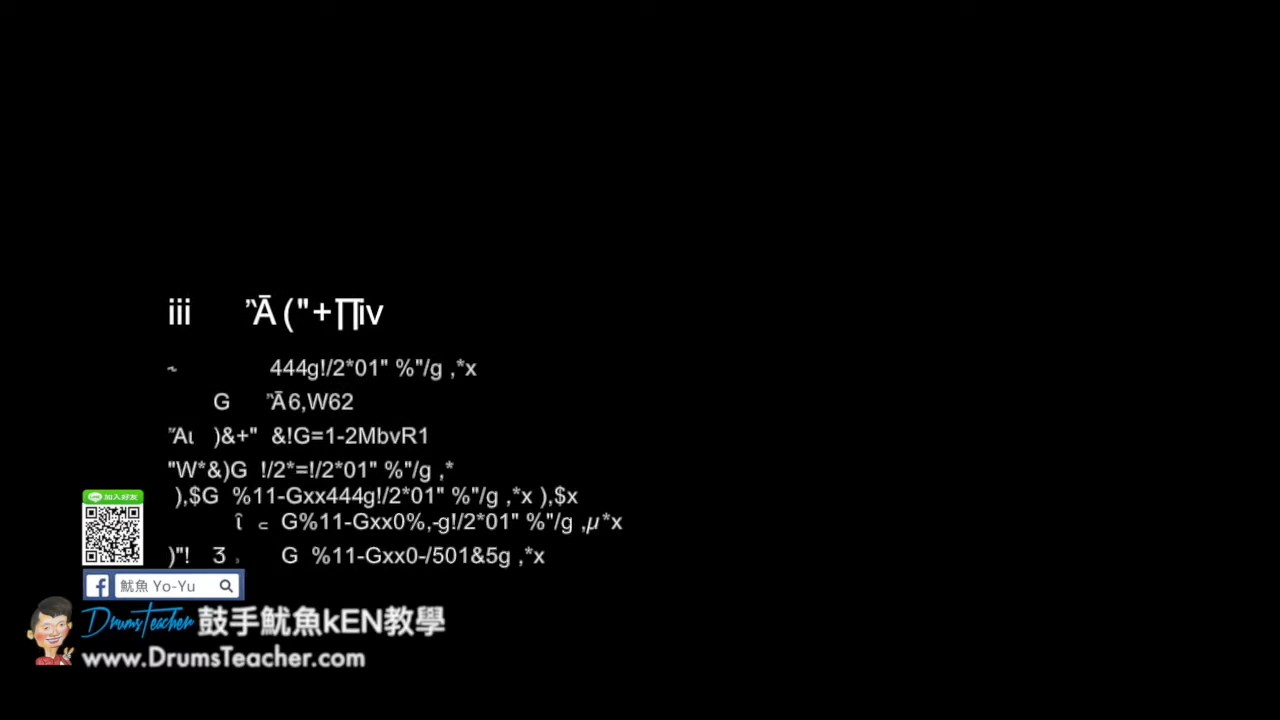 iii ”Ā ("+∏iv
~ 444g!/2*01" %"/g ,*x
G ”Ā6,W62
”Aι )&+" &!G=1-2MbvR1
"W*&)G !/2*=!/2*01" %"/g ,*
),$G %11-Gxx444g!/2*01" %"/g ,*x ),$x
ῖ ⊂ G%11-Gxx0%,-g!/2*01" %"/g ,μ*x
)"! 3 , G %11-Gxx0-/501&5g ,*x
加入好友
魷魚 Yo-Yu
DrumsTeacher 鼓手魷魚kEN教學
www.DrumsTeacher.com